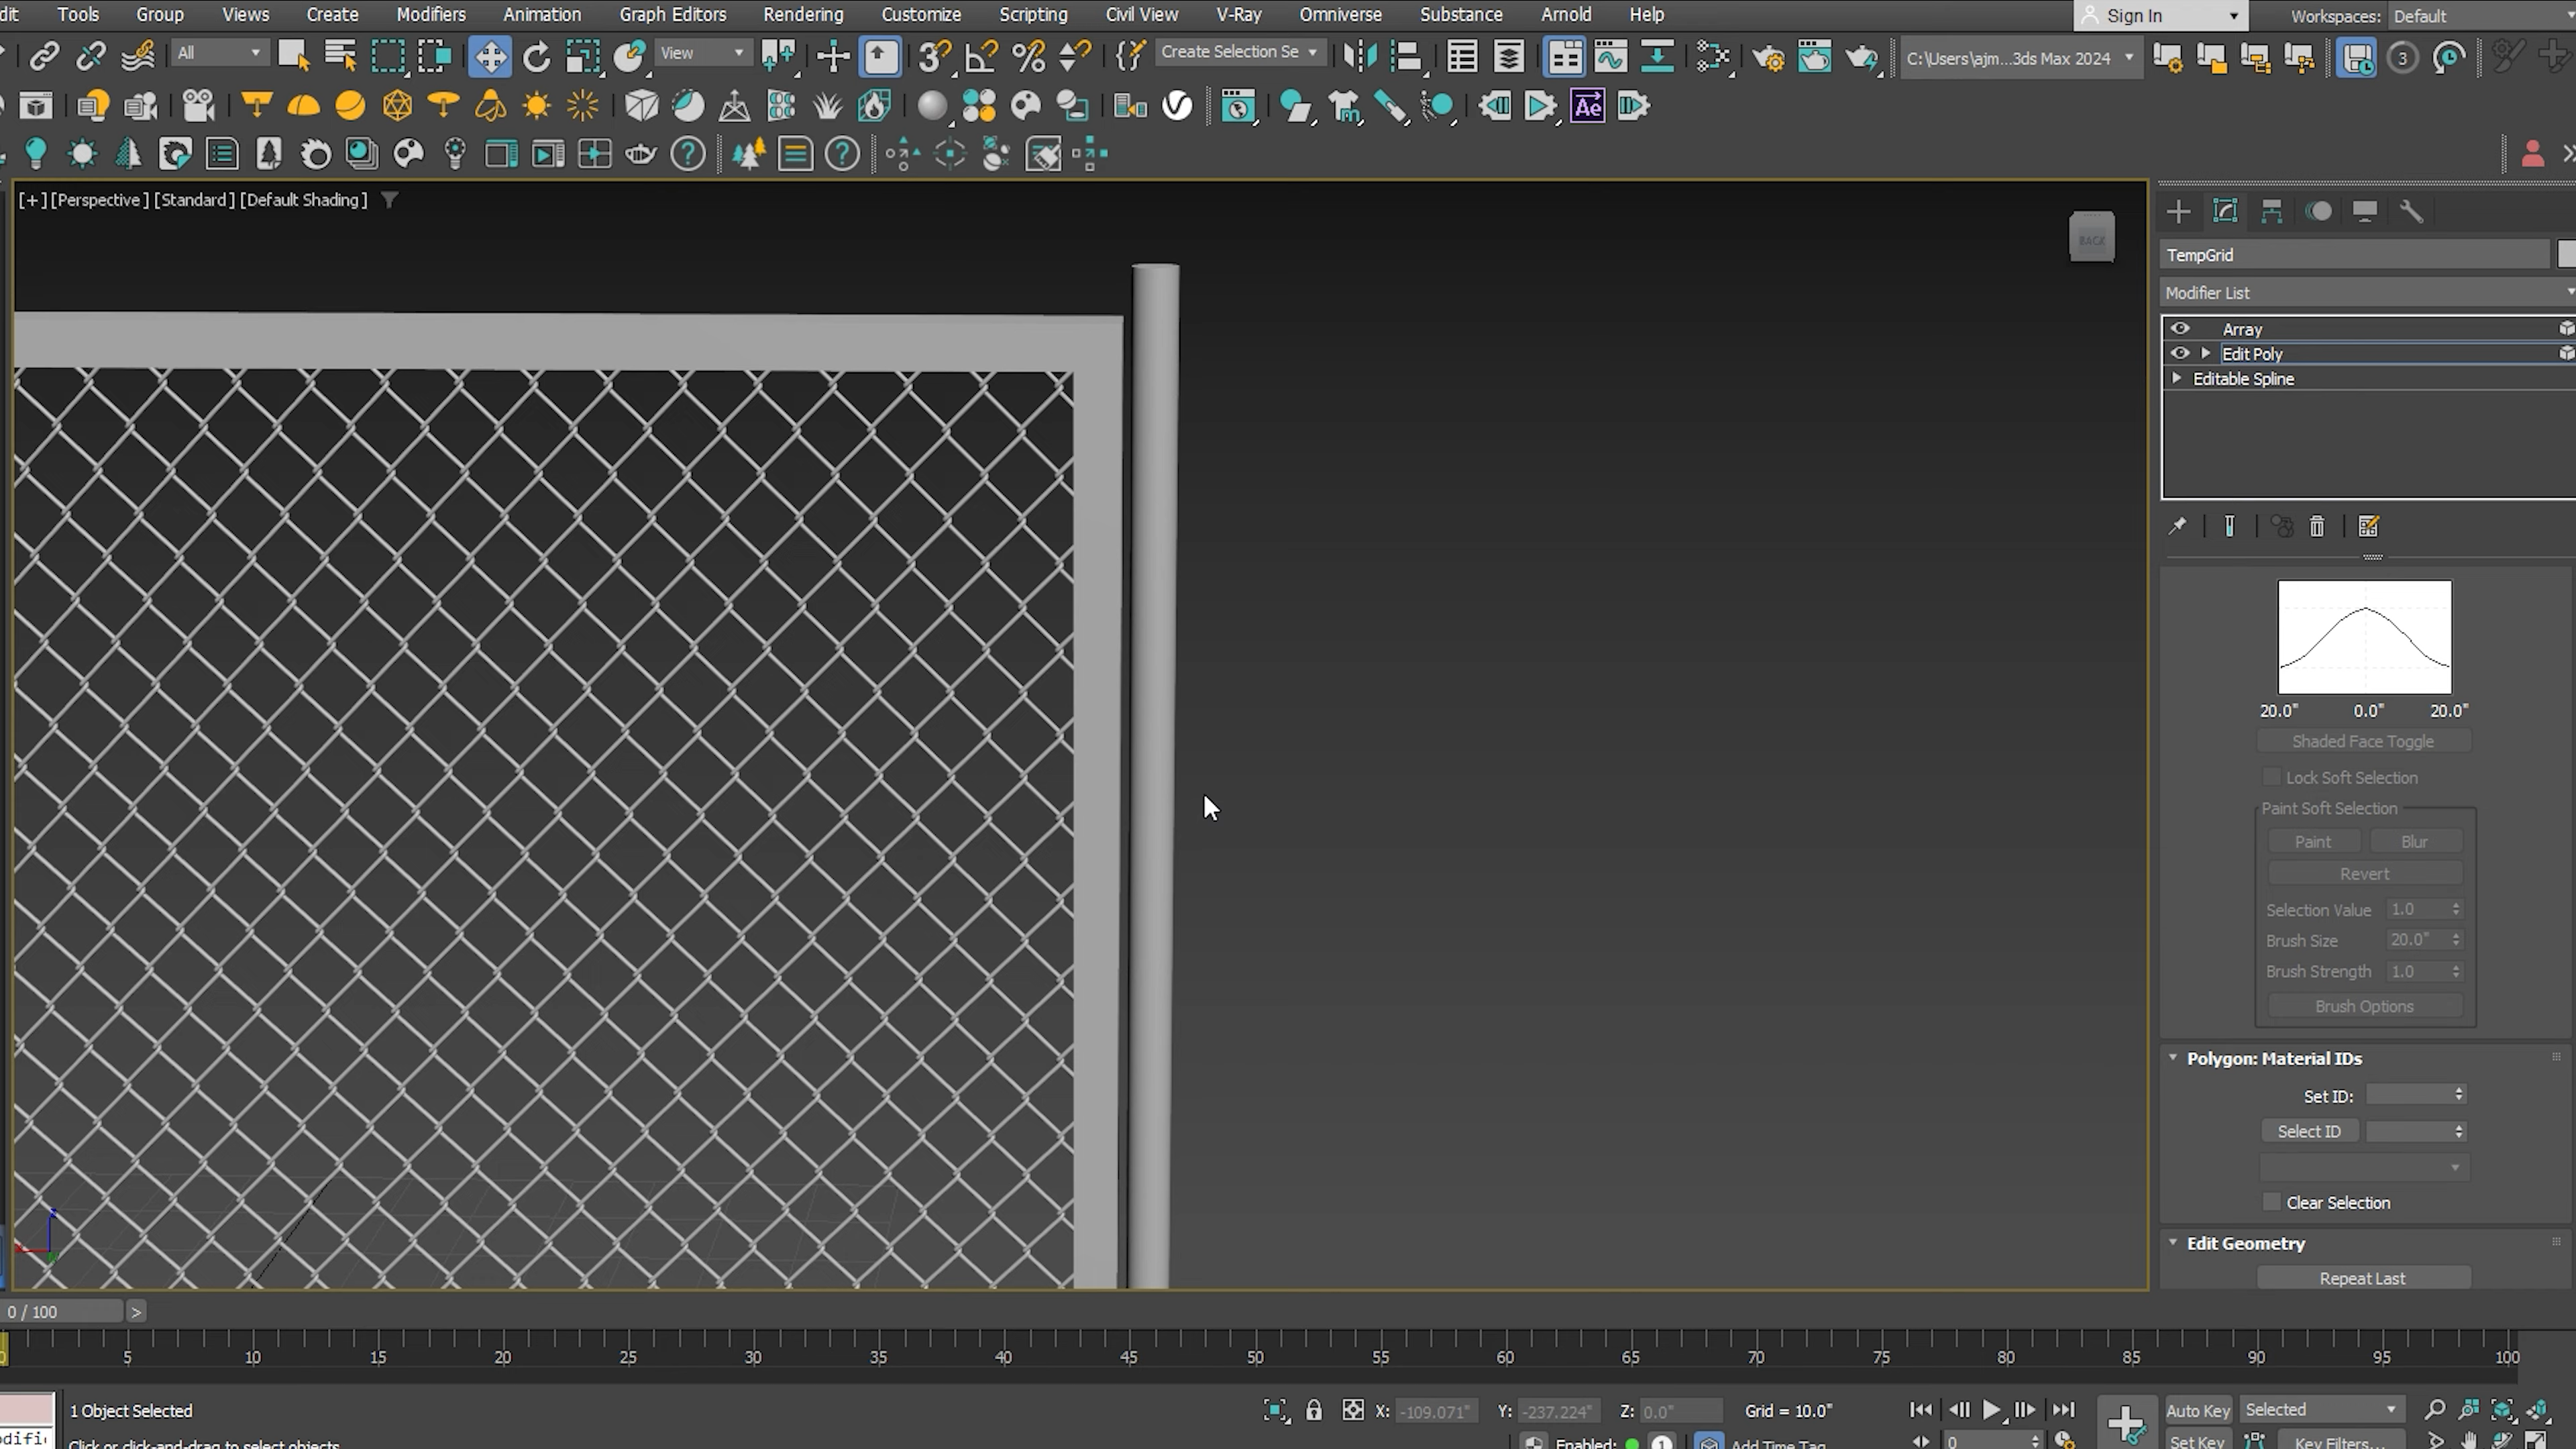 dit Tools Group Views Create Modifiers Animation Graph Editors Rendering Customize Scripting Civil View V-Ray Omniverse Substance Arnold Help Sign In Workspaces: Default
All View Create Selection Se C:\Users\ajm...3ds Max 2024 3
Ae
[+] [Perspective] [Standard] [Default Shading]
BACK
TempGrid
Modifier List
Array
Edit Poly
Editable Spline
20.0" 0.0" 20.0"
Shaded Face Toggle
Lock Soft Selection
Paint Soft Selection
Paint Blur
Revert
Selection Value 1.0
Brush Size 20.0"
Brush Strength 1.0
Brush Options
Polygon: Material IDs
Set ID:
Select ID
Clear Selection
Edit Geometry
Repeat Last
0 / 100 >
5 10 15 20 25 30 35 40 45 50 55 60 65 70 75 80 85 90 95 100
1 Object Selected X: -109.071" Y: -237.224" Z: 0.0" Grid = 10.0" Auto Key Selected
Click or click-and-drag to select objects Enabled: 1 Add Time Tag 0 Set Key Key Filters...